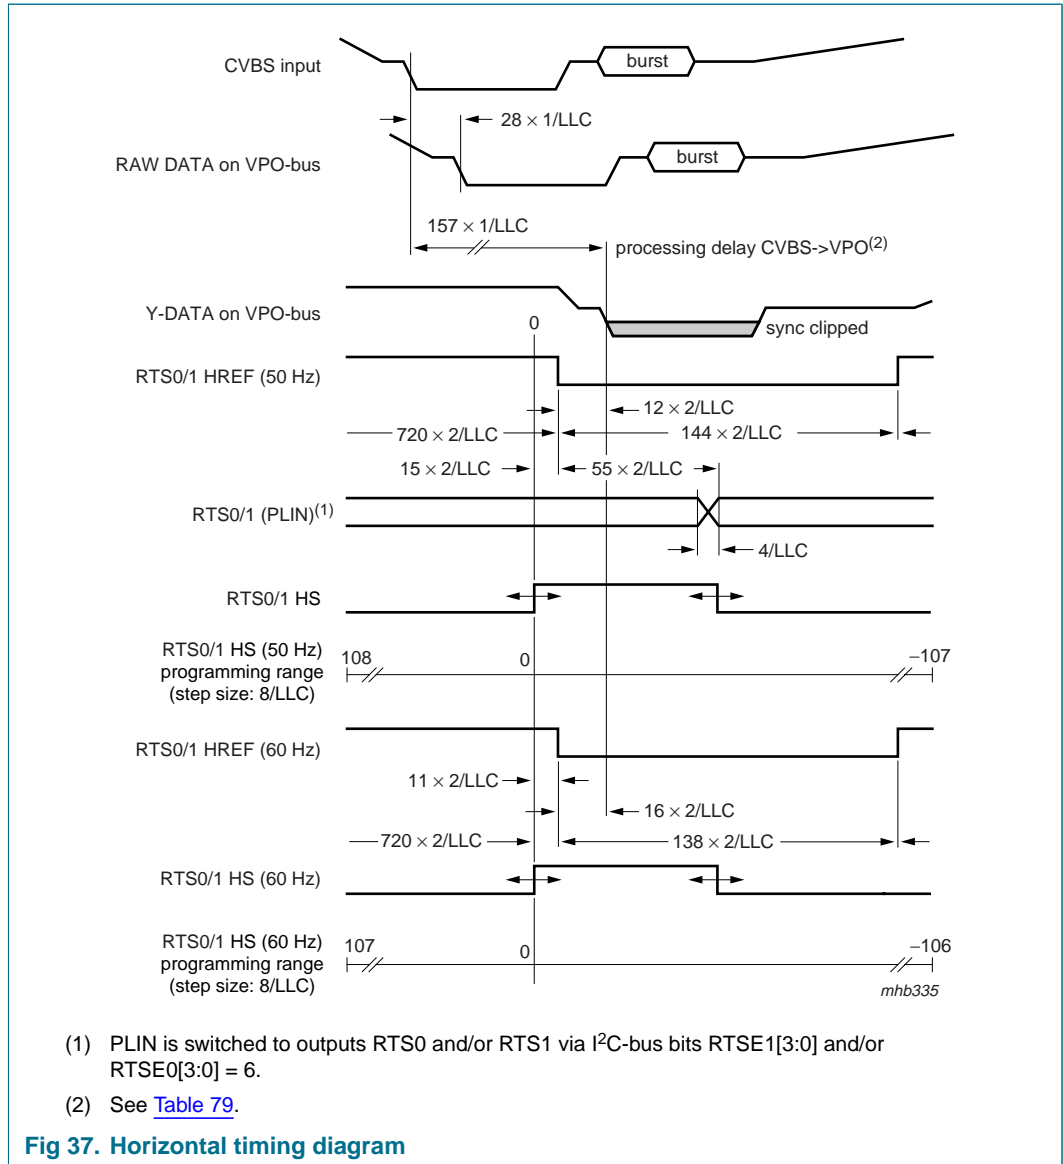 CVBS input
burst
28 × 1/LLC
RAW DATA on VPO-bus
burst
157 × 1/LLC
processing delay CVBS->VPO(2)
Y-DATA on VPO-bus
0
sync clipped
RTS0/1 HREF (50 Hz)
12 × 2/LLC
720 × 2/LLC
144 × 2/LLC
15 × 2/LLC
55 × 2/LLC
RTS0/1 (PLIN)(1)
4/LLC
RTS0/1 HS
RTS0/1 HS (50 Hz)
programming range
(step size: 8/LLC)
108
0
−107
RTS0/1 HREF (60 Hz)
11 × 2/LLC
16 × 2/LLC
720 × 2/LLC
138 × 2/LLC
RTS0/1 HS (60 Hz)
RTS0/1 HS (60 Hz)
programming range
(step size: 8/LLC)
107
0
−106
mhb335
(1) PLIN is switched to outputs RTS0 and/or RTS1 via I2C-bus bits RTSE1[3:0] and/or
RTSE0[3:0] = 6.
(2) See Table 79.
Fig 37. Horizontal timing diagram